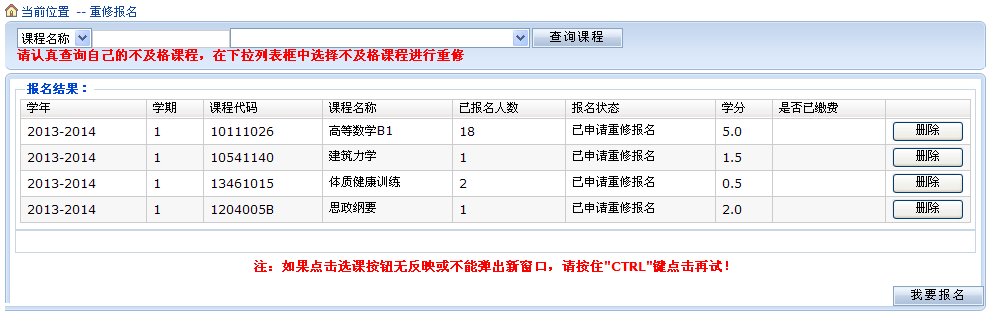 当前位置 -- 重修报名
课程名称 查询课程
请认真查询自己的不及格课程，在下拉列表框中选择不及格课程进行重修
报名结果：
学年 学期 课程代码 课程名称 已报名人数 报名状态 学分 是否已缴费
2013-2014 1 10111026 高等数学B1 18 已申请重修报名 5.0 删除
2013-2014 1 10541140 建筑力学 1 已申请重修报名 1.5 删除
2013-2014 1 13461015 体质健康训练 2 已申请重修报名 0.5 删除
2013-2014 1 1204005B 思政纲要 1 已申请重修报名 2.0 删除
注：如果点击选课按钮无反映或不能弹出新窗口，请按住"CTRL"键点击再试！
我要报名